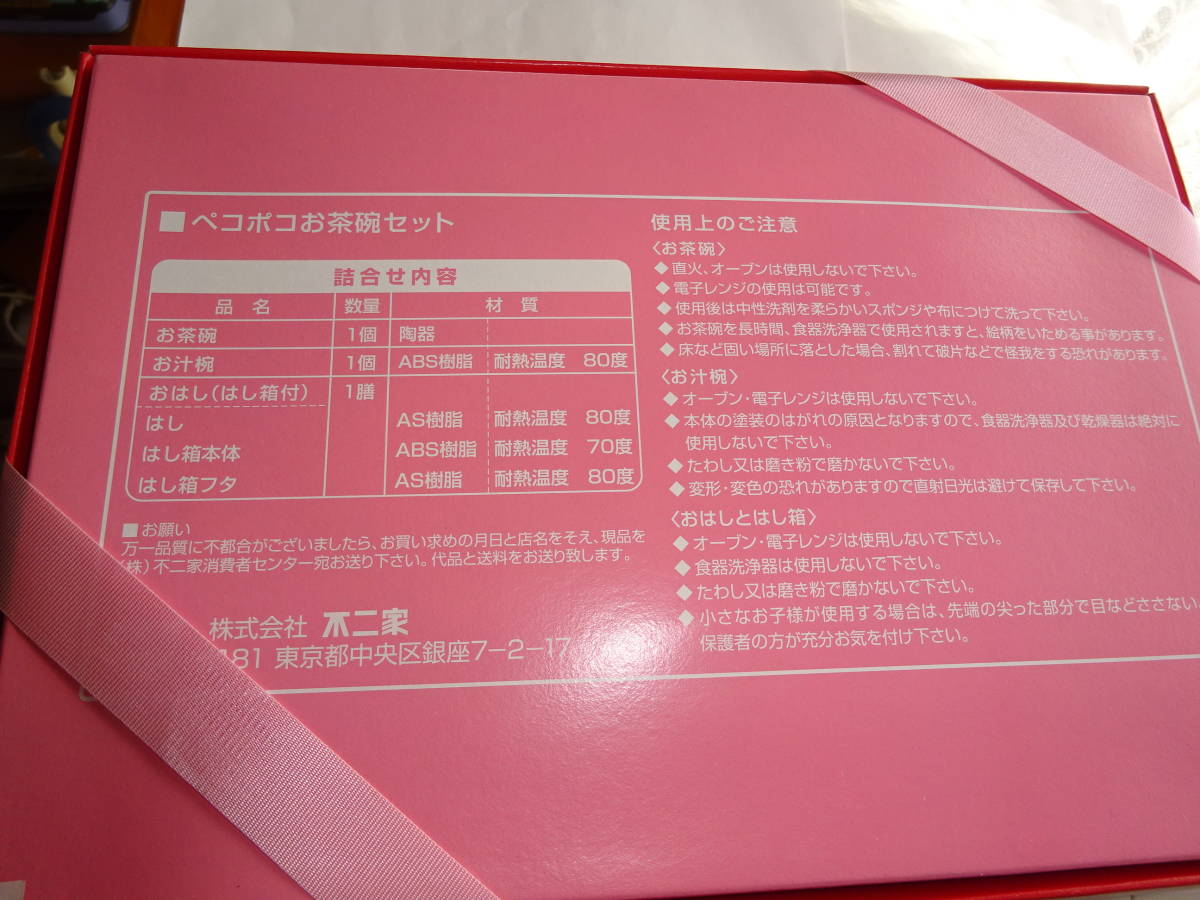 ■ペコポコお茶碗セット
詰合せ内容
品 名 数量 材 質
お茶碗 1個 陶器
お汁椀 1個 ABS樹脂 耐熱温度 80度
おはし(はし箱付) 1膳
はし AS樹脂 耐熱温度 80度
はし箱本体 ABS樹脂 耐熱温度 70度
はし箱フタ AS樹脂 耐熱温度 80度
■お願い
万一品質に不都合がございましたら、お買い求めの月日と店名をそえ、現品を
(株)不二家消費者センター宛お送り下さい。代品と送料をお送り致します。
株式会社 不二家
181 東京都中央区銀座7-2-17
使用上のご注意
〈お茶碗〉
◆直火、オーブンは使用しないで下さい。
◆電子レンジの使用は可能です。
◆使用後は中性洗剤を柔らかいスポンジや布につけて洗って下さい。
◆お茶碗を長時間、食器洗浄器で使用されますと、絵柄をいためる事があります。
◆床など固い場所に落とした場合、割れて破片などで怪我をする恐れがあります。
〈お汁椀〉
◆オーブン・電子レンジは使用しないで下さい。
◆本体の塗装のはがれの原因となりますので、食器洗浄器及び乾燥器は絶対に
使用しないで下さい。
◆たわし又は磨き粉で磨かないで下さい。
◆変形・変色の恐れがありますので直射日光は避けて保存して下さい。
〈おはしとはし箱〉
◆オーブン・電子レンジは使用しないで下さい。
◆食器洗浄器は使用しないで下さい。
◆たわし又は磨き粉で磨かないで下さい。
◆小さなお子様が使用する場合は、先端の尖った部分で目などささない
保護者の方が充分お気を付け下さい。